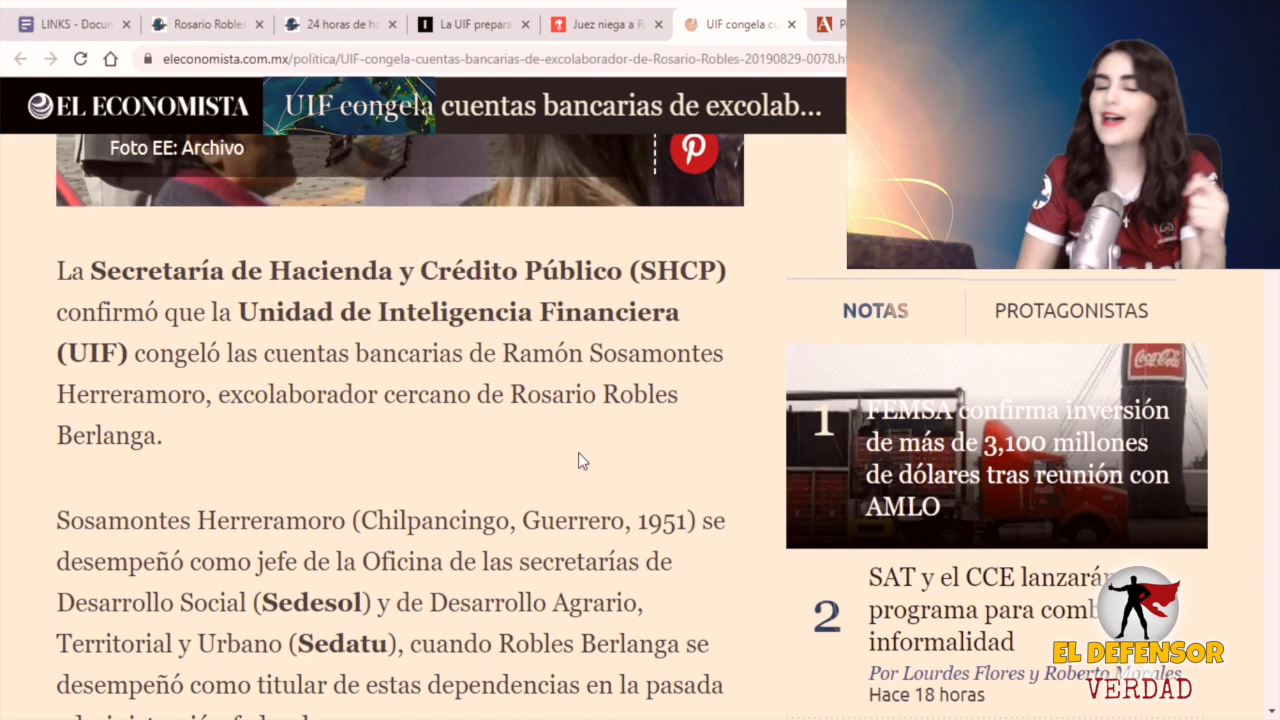 LINKS - Docun
Rosario Robles
24 horas de ho
La UIF prepara
Juez niega a R
UIF congela cu
P
eleconomista.com.mx/politica/UIF-congela-cuentas-bancarias-de-excolaborador-de-Rosario-Robles-20190829-0078.h
EL ECONOMISTA
UIF congela cuentas bancarias de excolab...
Foto EE: Archivo
La Secretaría de Hacienda y Crédito Público (SHCP)
confirmó que la Unidad de Inteligencia Financiera
(UIF) congeló las cuentas bancarias de Ramón Sosamontes
Herreramoro, excolaborador cercano de Rosario Robles
Berlanga.
Sosamontes Herreramoro (Chilpancingo, Guerrero, 1951) se
desempeñó como jefe de la Oficina de las secretarías de
Desarrollo Social (Sedesol) y de Desarrollo Agrario,
Territorial y Urbano (Sedatu), cuando Robles Berlanga se
desempeñó como titular de estas dependencias en la pasada
NOTAS
PROTAGONISTAS
Coca-Cola
1
FEMSA confirma inversión
de más de 3,100 millones
de dólares tras reunión con
AMLO
2
SAT y el CCE lanzarán
programa para comb
informalidad
Por Lourdes Flores y Roberto Morales
Hace 18 horas
EL DEFENSOR
VERDAD